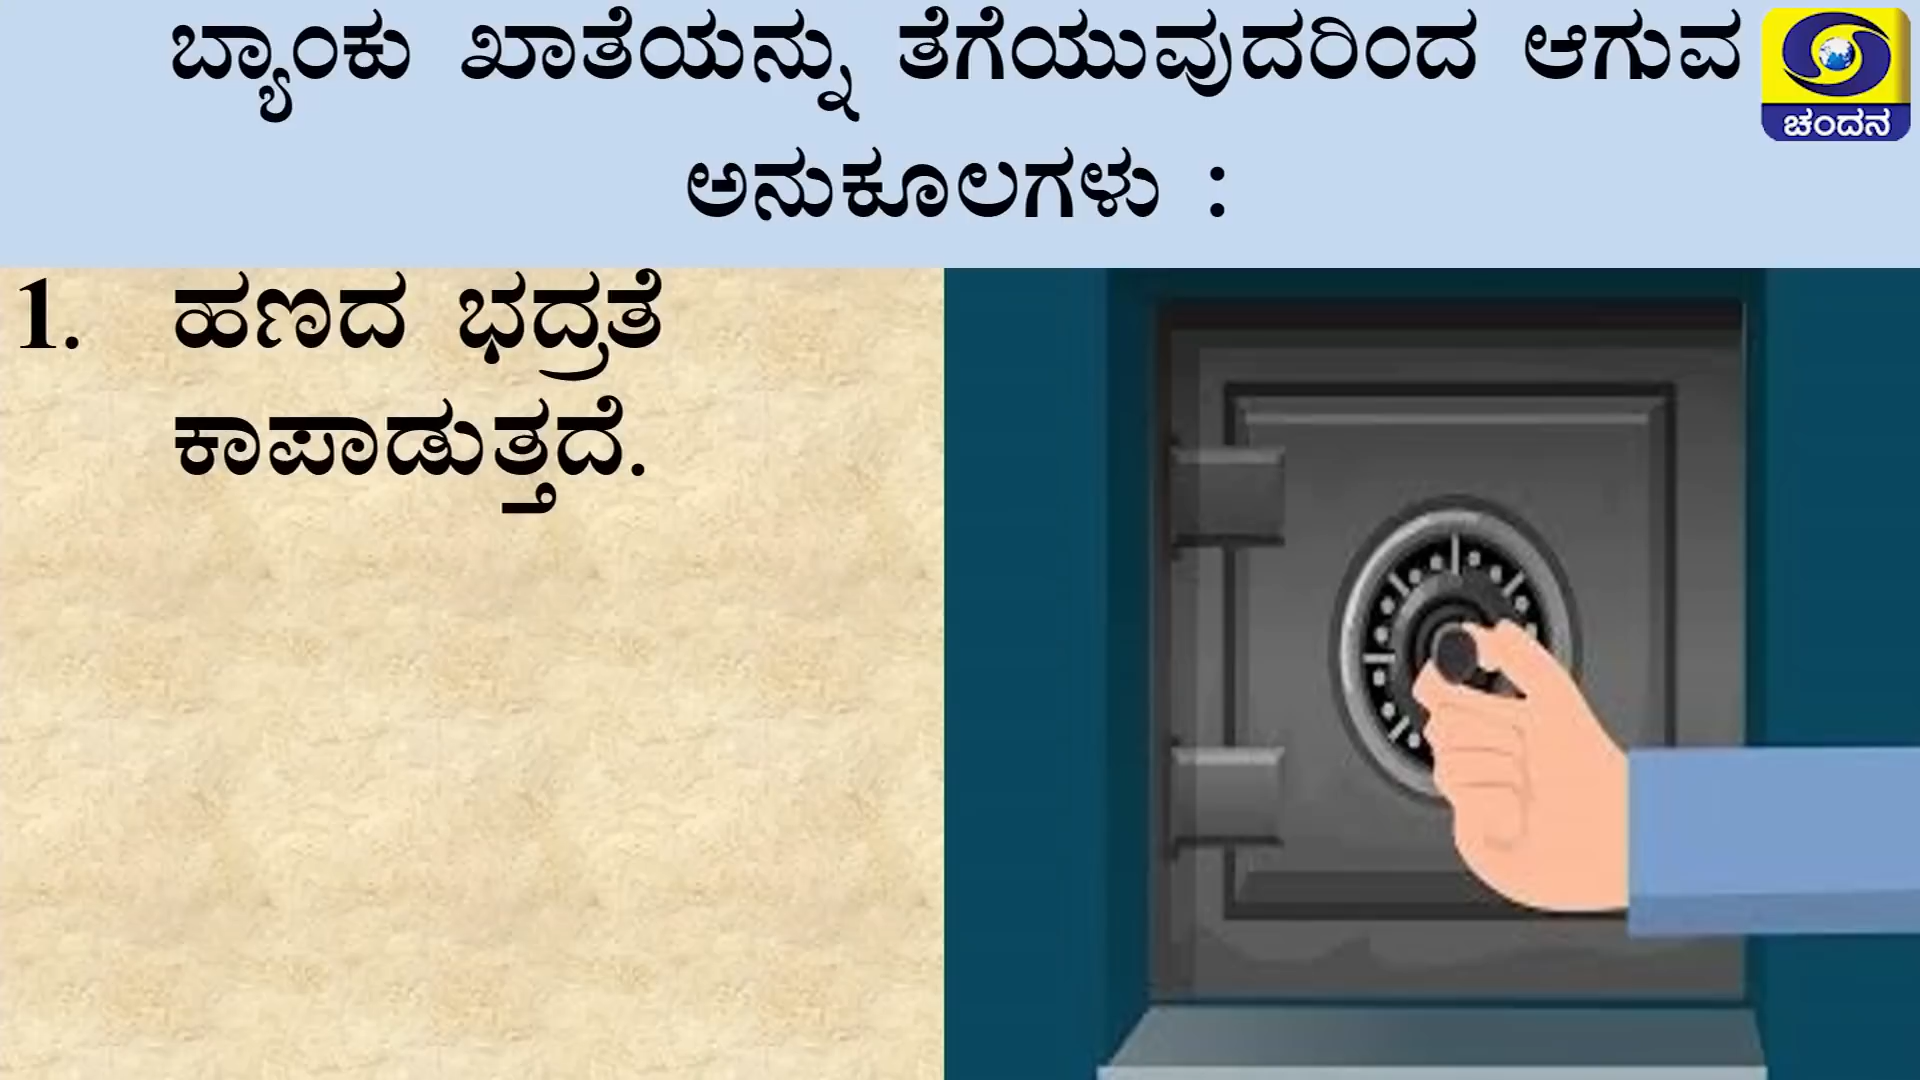 ಬ್ಯಾಂಕು ಖಾತೆಯನ್ನು ತೆಗೆಯುವುದರಿಂದ ಆಗುವ
ಅನುಕೂಲಗಳು :
ಚಂದನ
1. ಹಣದ ಭದ್ರತೆ
ಕಾಪಾಡುತ್ತದೆ.